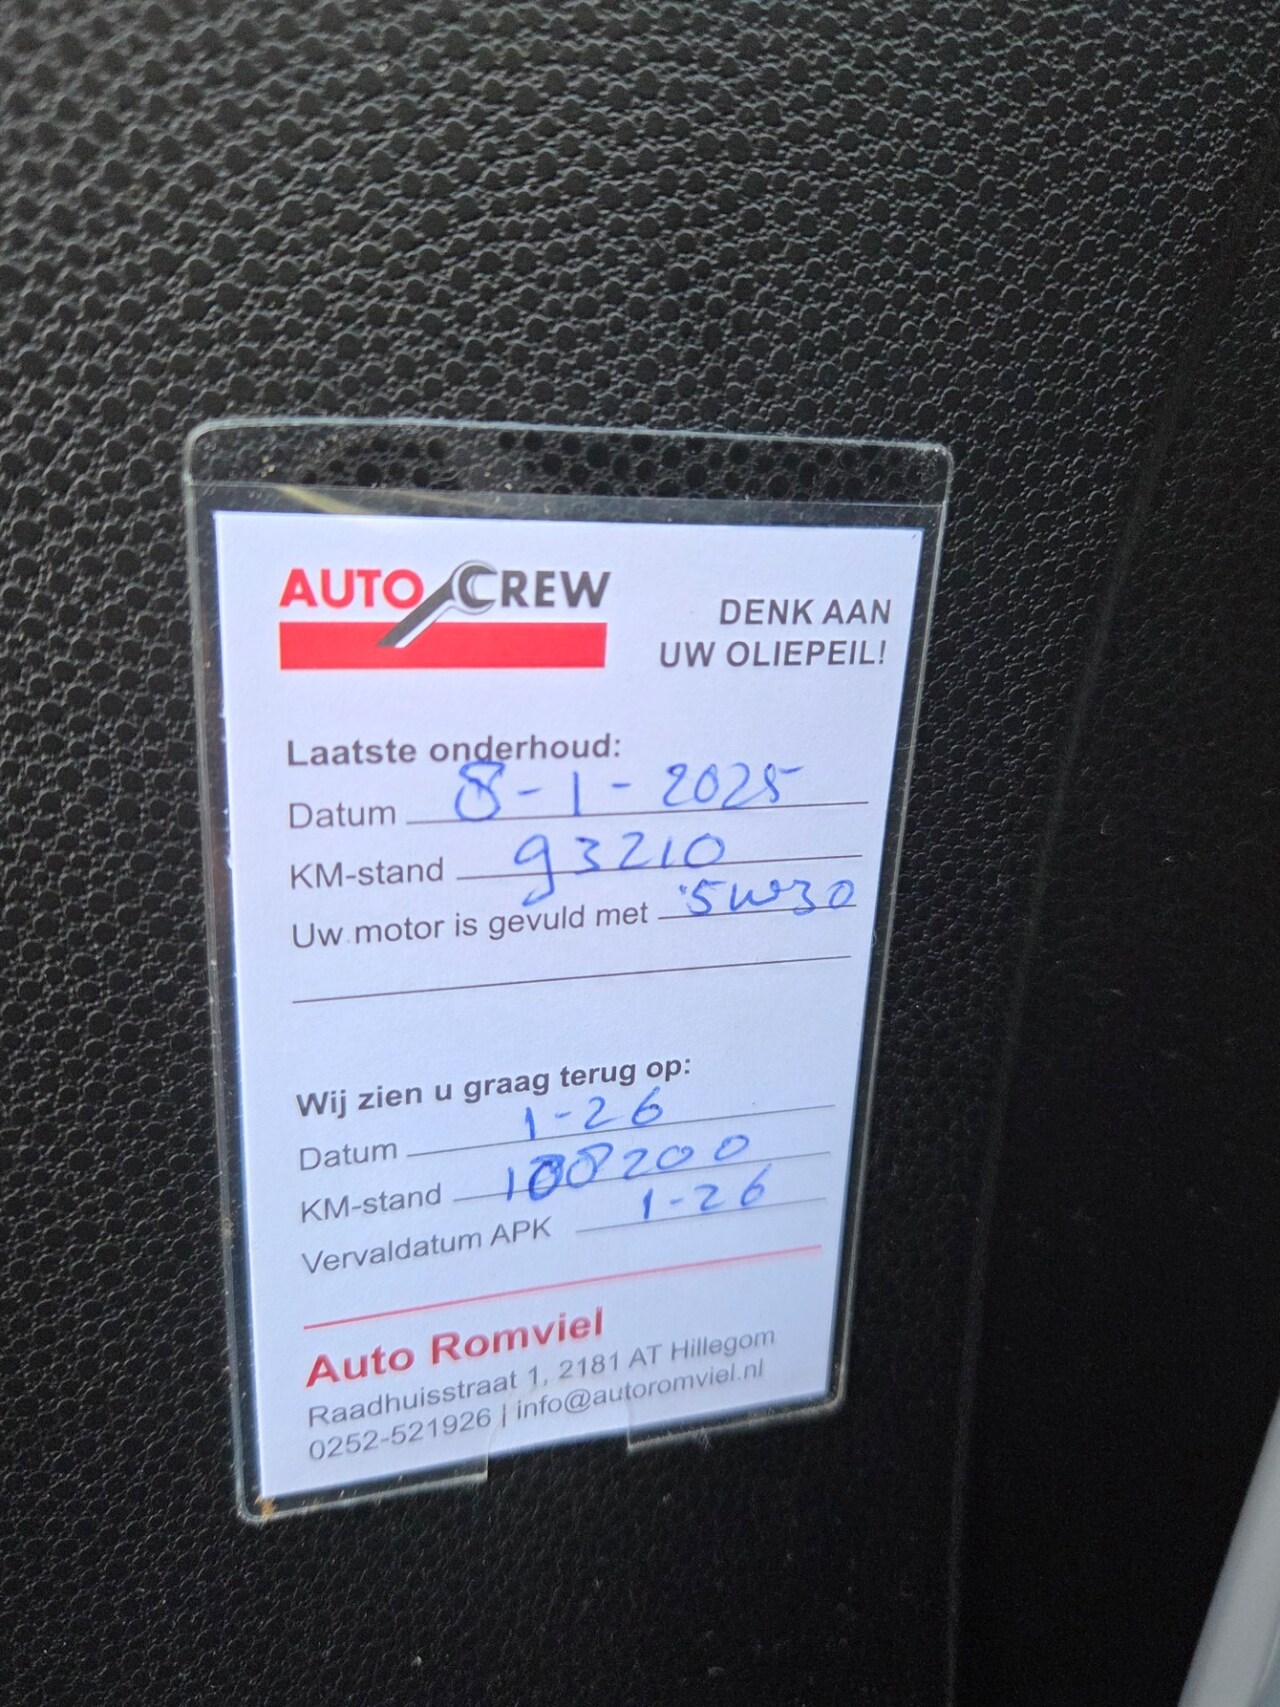 AUTO CREW
DENK AAN
UW OLIEPEIL!
Laatste onderhoud:
Datum 8-1-2025
KM-stand 93210
Uw motor is gevuld met 5W30
Wij zien u graag terug op:
Datum 1-26
KM-stand 108200
Vervaldatum APK 1-26
Auto Romviel
Raadhuisstraat 1, 2181 AT Hillegom
0252-521926 | info@autoromviel.nl